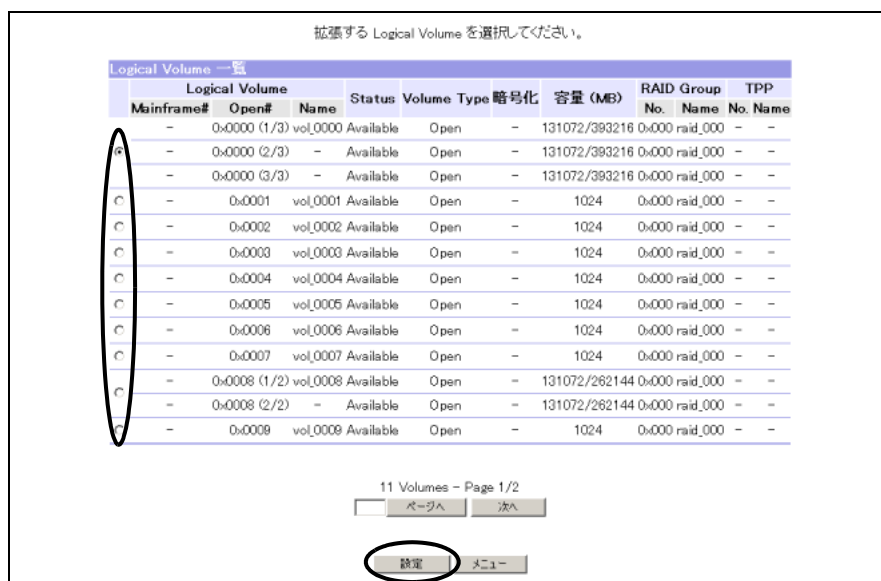 拡張する Logical Volume を選択してください。
Logical Volume 一覧
Logical Volume Status Volume Type 暗号化 容量 (MB) RAID Group TPP
Mainframe# Open# Name No. Name No. Name
- 0x0000 (1/3) vol_0000 Available Open - 131072/393216 0x000 raid_000 - -
- 0x0000 (2/3) - Available Open - 131072/393216 0x000 raid_000 - -
- 0x0000 (3/3) - Available Open - 131072/393216 0x000 raid_000 - -
- 0x0001 vol_0001 Available Open - 1024 0x000 raid_000 - -
- 0x0002 vol_0002 Available Open - 1024 0x000 raid_000 - -
- 0x0003 vol_0003 Available Open - 1024 0x000 raid_000 - -
- 0x0004 vol_0004 Available Open - 1024 0x000 raid_000 - -
- 0x0005 vol_0005 Available Open - 1024 0x000 raid_000 - -
- 0x0006 vol_0006 Available Open - 1024 0x000 raid_000 - -
- 0x0007 vol_0007 Available Open - 1024 0x000 raid_000 - -
- 0x0008 (1/2) vol_0008 Available Open - 131072/262144 0x000 raid_000 - -
- 0x0008 (2/2) - Available Open - 131072/262144 0x000 raid_000 - -
- 0x0009 vol_0009 Available Open - 1024 0x000 raid_000 - -
11 Volumes - Page 1/2
ページへ 次へ
設定 メニュー